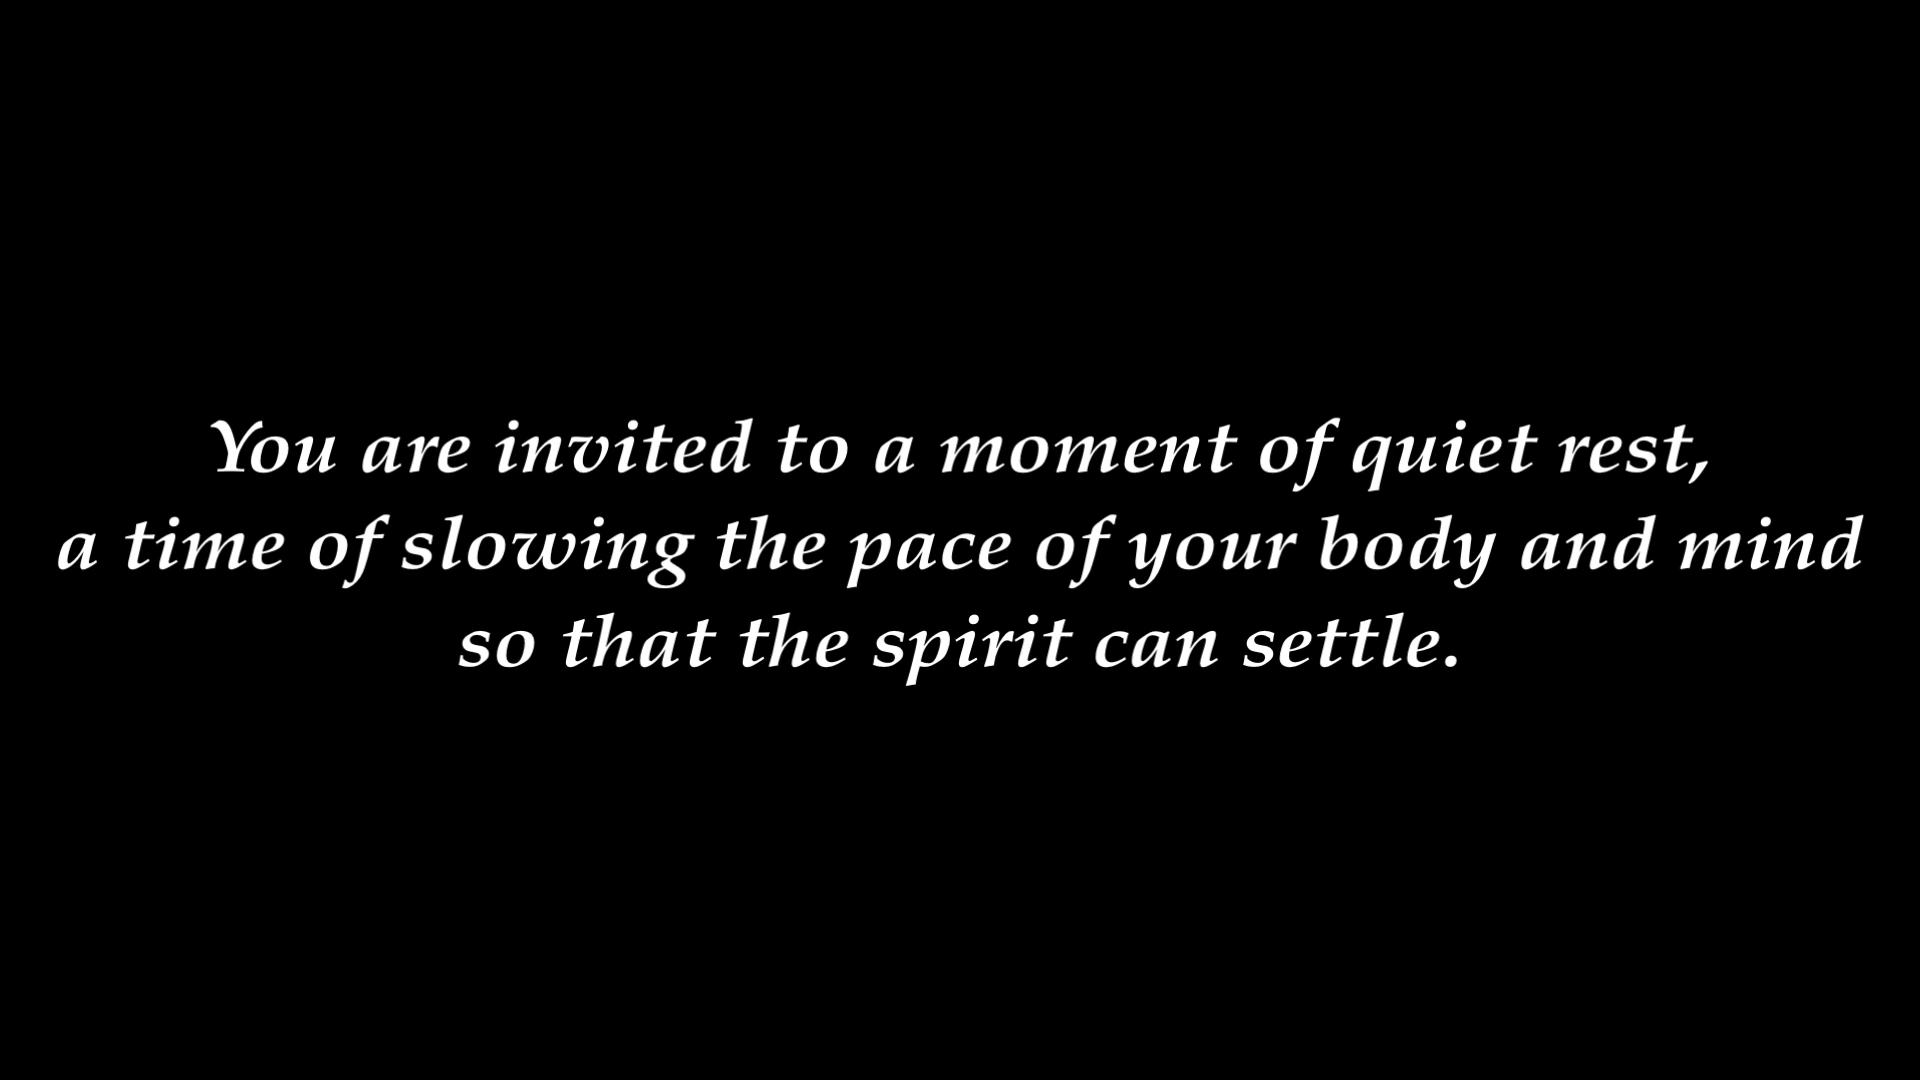 You are invited to a moment of quiet rest,
a time of slowing the pace of your body and mind
so that the spirit can settle.